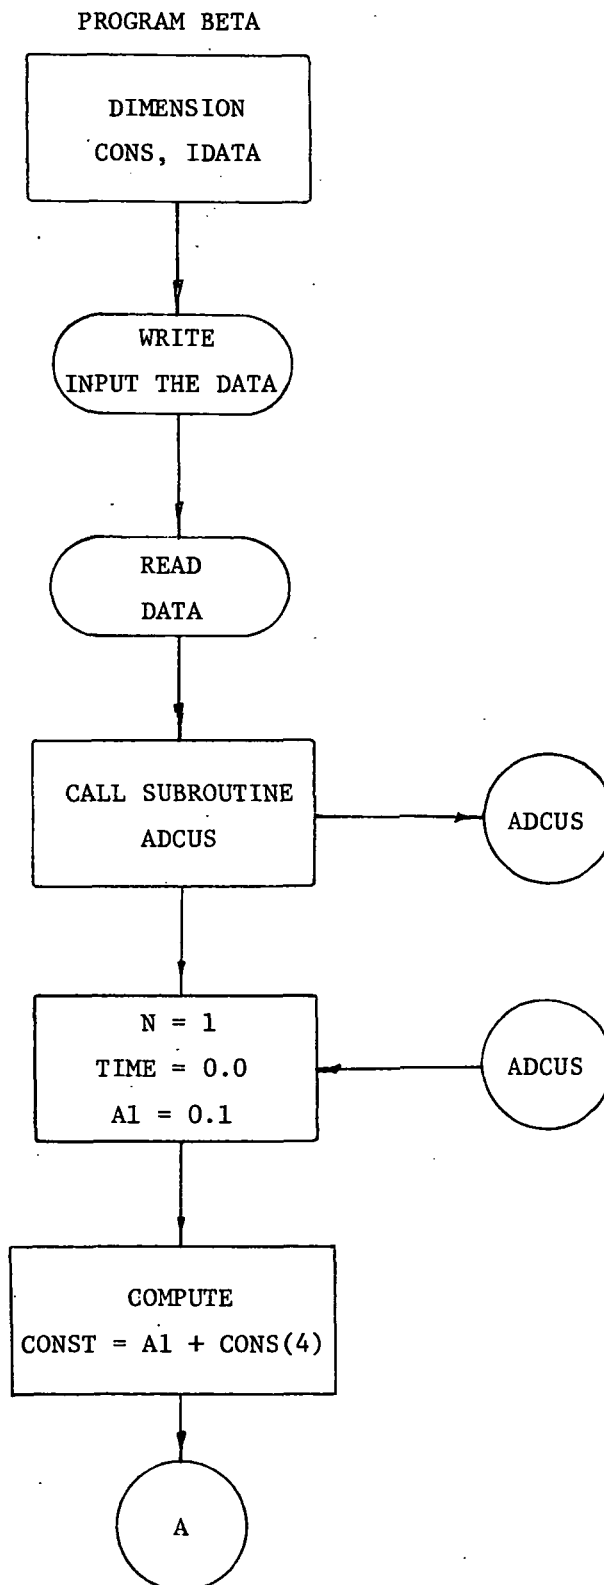 PROGRAM BETA
DIMENSION
CONS, IDATA
WRITE
INPUT THE DATA
READ
DATA
CALL SUBROUTINE
ADCUS
ADCUS
N = 1
TIME = 0.0
A1 = 0.1
ADCUS
COMPUTE
CONST = A1 + CONS(4)
A